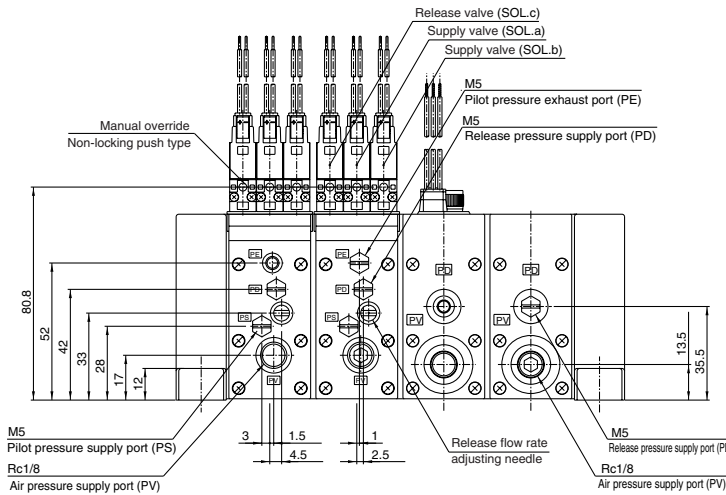 Release valve (SOL.c)
Supply valve (SOL.a)
Supply valve (SOL.b)
M5
Pilot pressure exhaust port (PE)
M5
Release pressure supply port (PD)
Manual override
Non-locking push type
PE
PE
PD
PD
PD
PD
PS
PS
PV
PV
PV
PV
80.8
52
42
33
28
17
12
13.5
35.5
3
1.5
4.5
1
2.5
M5
Pilot pressure supply port (PS)
Rc1/8
Air pressure supply port (PV)
Release flow rate
adjusting needle
M5
Release pressure supply port (P
Rc1/8
Air pressure supply port (PV)